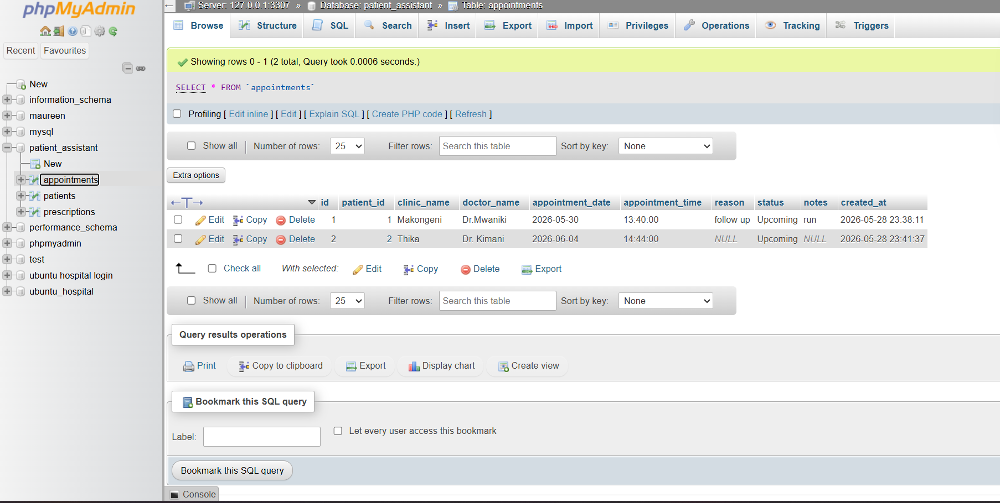 phpMyAdmin
Recent Favourites
New
information_schema
maureen
mysql
patient_assistant
New
appointments
patients
prescriptions
performance_schema
phpmyadmin
test
ubuntu hospital login
ubuntu_hospital
Server: 127.0.0.1:3307 » Database: patient_assistant » Table: appointments
Browse Structure SQL Search Insert Export Import Privileges Operations Tracking Triggers
Showing rows 0 - 1 (2 total, Query took 0.0006 seconds.)
SELECT * FROM `appointments`
Profiling [ Edit inline ] [ Edit ] [ Explain SQL ] [ Create PHP code ] [ Refresh ]
Show all Number of rows: 25 Filter rows: Search this table Sort by key: None
Extra options
id patient_id clinic_name doctor_name appointment_date appointment_time reason status notes created_at
Edit Copy Delete 1 1 Makongeni Dr.Mwaniki 2026-05-30 13:40:00 follow up Upcoming run 2026-05-28 23:38:11
Edit Copy Delete 2 2 Thika Dr. Kimani 2026-06-04 14:44:00 NULL Upcoming NULL 2026-05-28 23:41:37
Check all With selected: Edit Copy Delete Export
Show all Number of rows: 25 Filter rows: Search this table Sort by key: None
Query results operations
Print Copy to clipboard Export Display chart Create view
Bookmark this SQL query
Label: Let every user access this bookmark
Bookmark this SQL query
Console